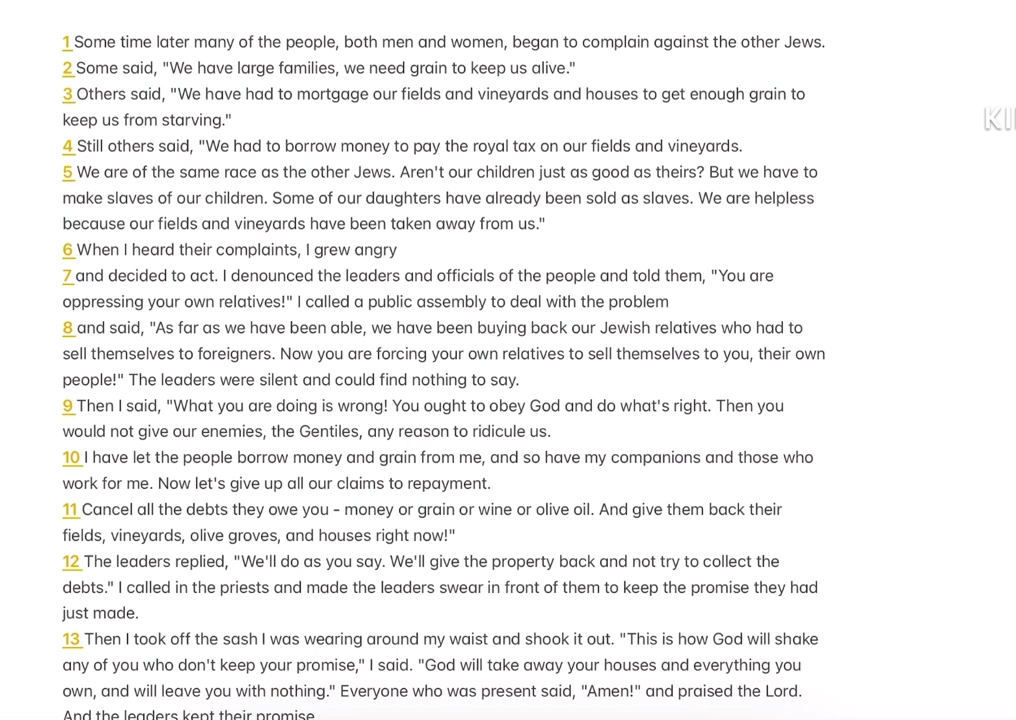 1 Some time later many of the people, both men and women, began to complain against the other Jews.
2 Some said, "We have large families, we need grain to keep us alive."
3 Others said, "We have had to mortgage our fields and vineyards and houses to get enough grain to
keep us from starving."
KI
4 Still others said, "We had to borrow money to pay the royal tax on our fields and vineyards.
5 We are of the same race as the other Jews. Aren't our children just as good as theirs? But we have to
make slaves of our children. Some of our daughters have already been sold as slaves. We are helpless
because our fields and vineyards have been taken away from us."
6 When I heard their complaints, I grew angry
7 and decided to act. I denounced the leaders and officials of the people and told them, "You are
oppressing your own relatives!" I called a public assembly to deal with the problem
8 and said, "As far as we have been able, we have been buying back our Jewish relatives who had to
sell themselves to foreigners. Now you are forcing your own relatives to sell themselves to you, their own
people!" The leaders were silent and could find nothing to say.
9 Then I said, "What you are doing is wrong! You ought to obey God and do what's right. Then you
would not give our enemies, the Gentiles, any reason to ridicule us.
10 I have let the people borrow money and grain from me, and so have my companions and those who
work for me. Now let's give up all our claims to repayment.
11 Cancel all the debts they owe you - money or grain or wine or olive oil. And give them back their
fields, vineyards, olive groves, and houses right now!"
12 The leaders replied, "We'll do as you say. We'll give the property back and not try to collect the
debts." I called in the priests and made the leaders swear in front of them to keep the promise they had
just made.
13 Then I took off the sash I was wearing around my waist and shook it out. "This is how God will shake
any of you who don't keep your promise," I said. "God will take away your houses and everything you
own, and will leave you with nothing." Everyone who was present said, "Amen!" and praised the Lord.
And the leaders kept their promise